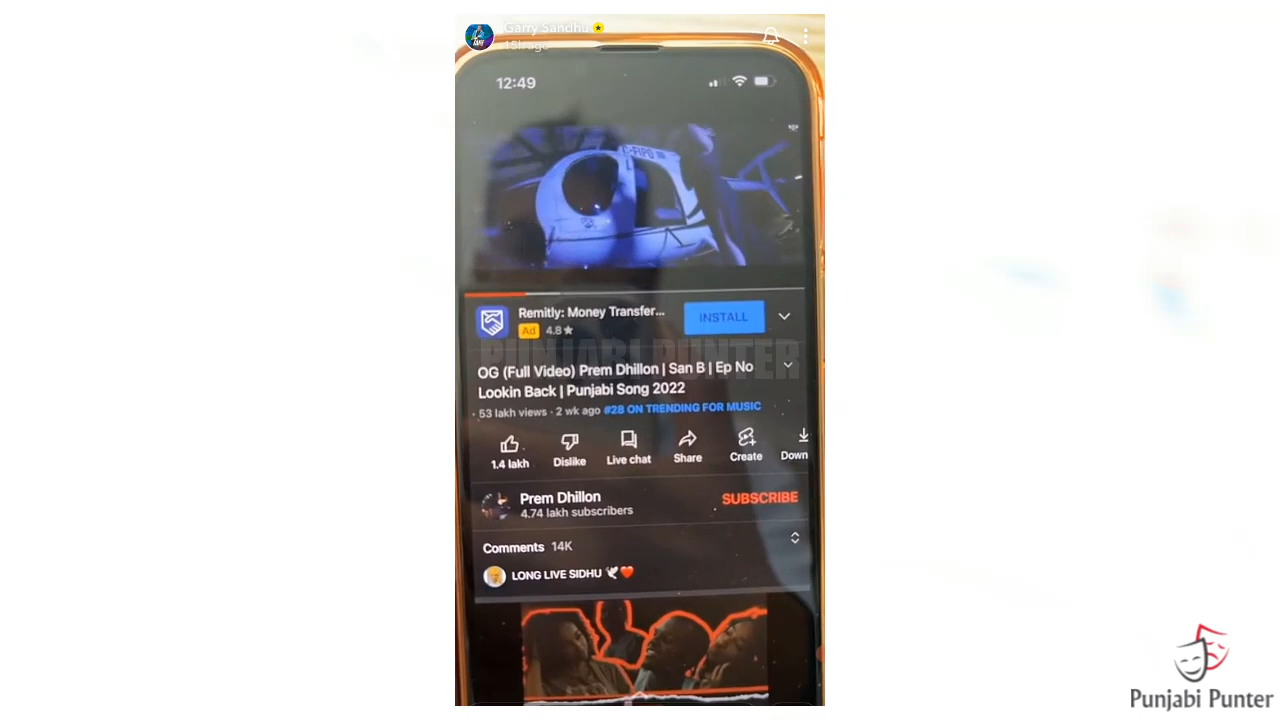 Garry Sandhu
15h ago
12:49
C-FIPG
Remitly: Money Transfer...
INSTALL
Ad 4.8★
PUNJABI PUNTER
OG (Full Video) Prem Dhillon | San B | Ep No
Lookin Back | Punjabi Song 2022
53 lakh views · 2 wk ago #28 ON TRENDING FOR MUSIC
1.4 lakh
Dislike
Live chat
Share
Create
Down
Prem Dhillon
4.74 lakh subscribers
SUBSCRIBE
Comments 14K
LONG LIVE SIDHU 🕊❤️
Punjabi Punter